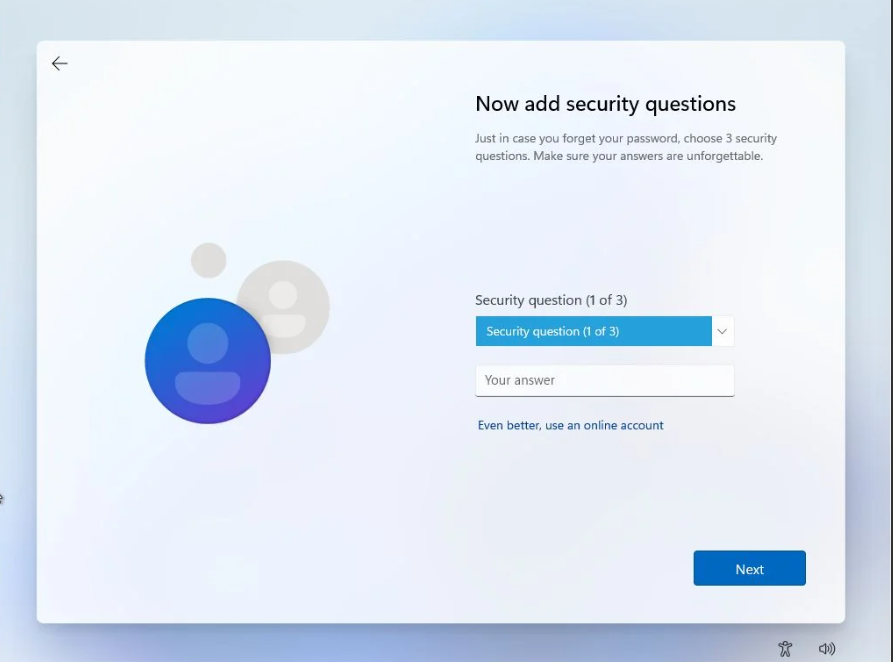 Now add security questions
Just in case you forget your password, choose 3 security
questions. Make sure your answers are unforgettable.
Security question (1 of 3)
Security question (1 of 3)
Your answer
Even better, use an online account
Next